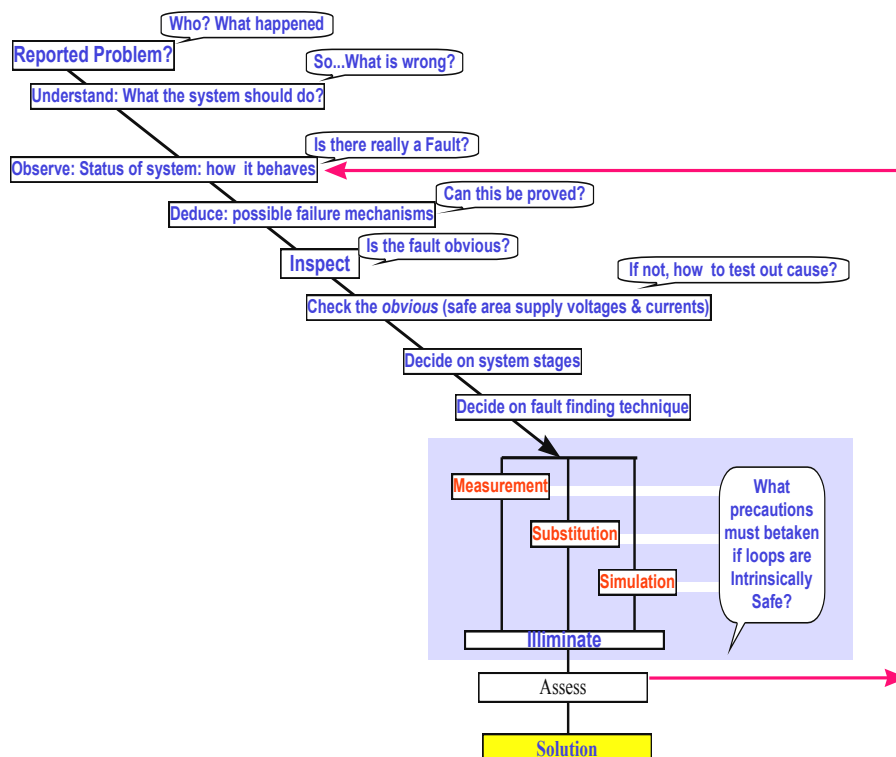 Who? What happened
Reported Problem?
So...What is wrong?
Understand: What the system should do?
Is there really a Fault?
Observe: Status of system: how it behaves
Can this be proved?
Deduce: possible failure mechanisms
Is the fault obvious?
Inspect
If not, how to test out cause?
Check the obvious (safe area supply voltages & currents)
Decide on system stages
Decide on fault finding technique
Measurement
Substitution
Simulation
What
precautions
must betaken
if loops are
Intrinsically
Safe?
Illiminate
Assess
Solution